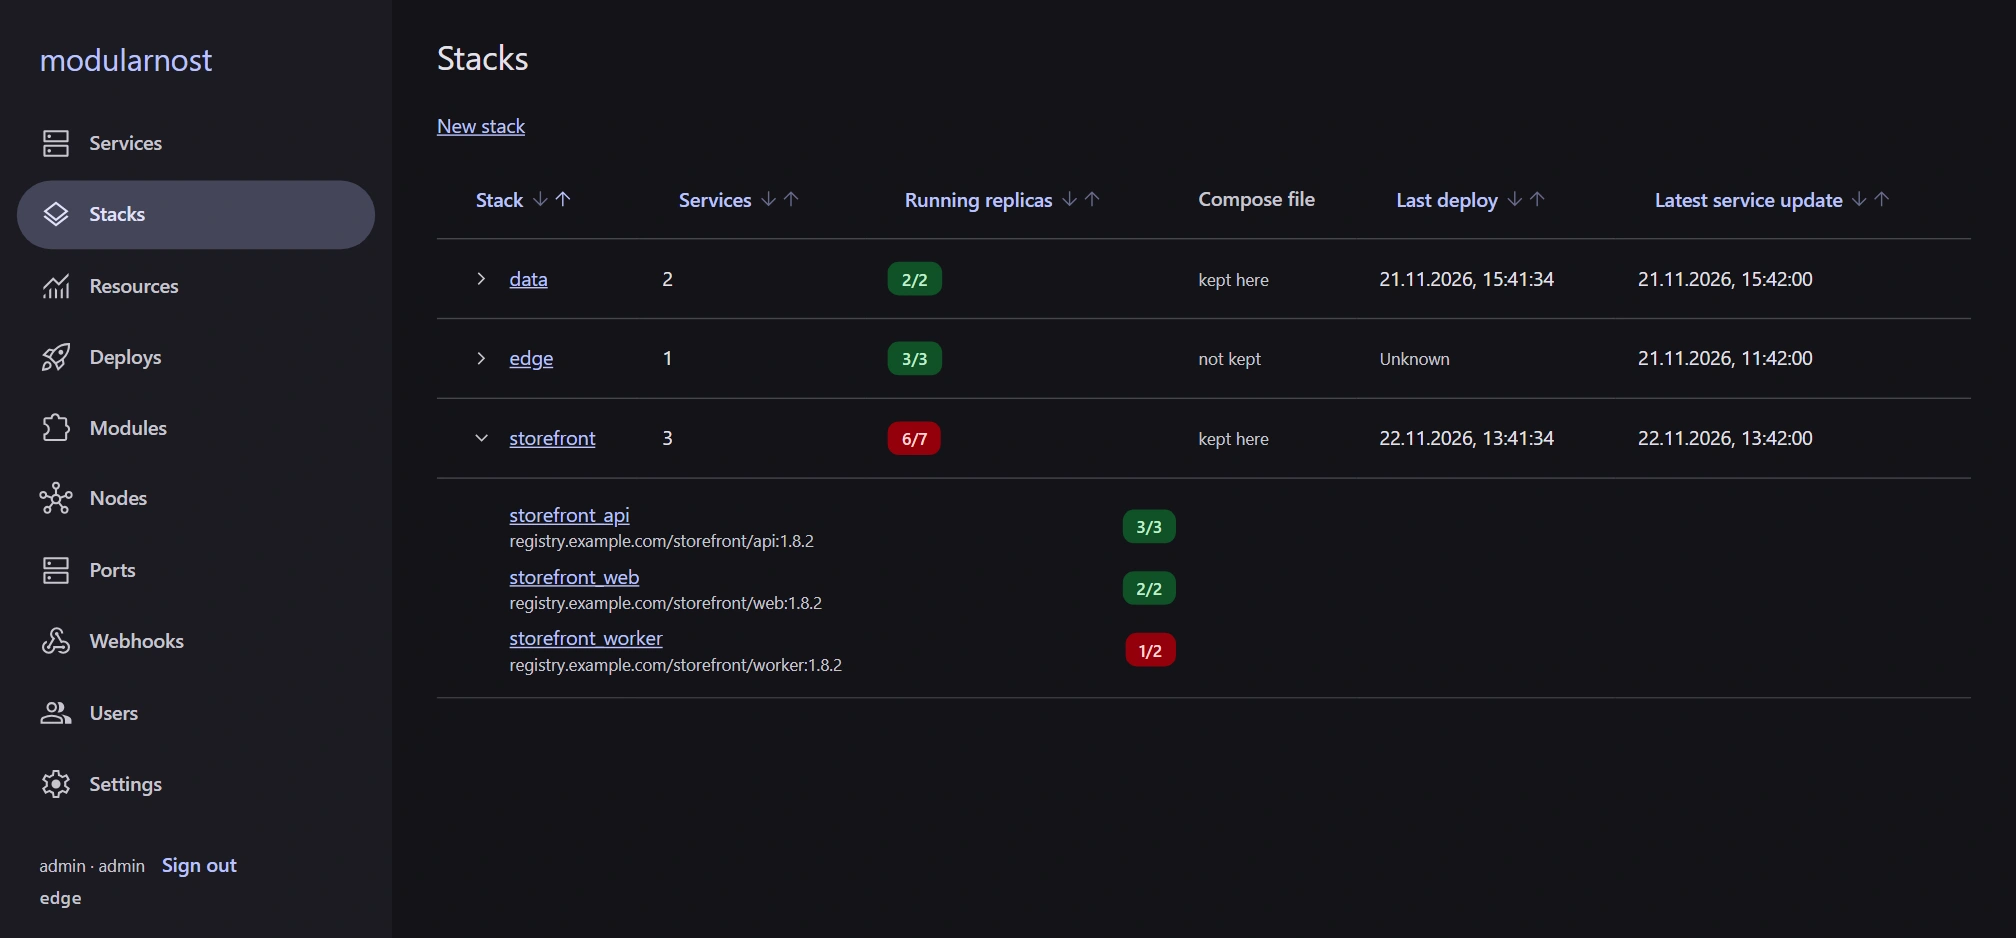 modularnost
Services
Stacks
Resources
Deploys
Modules
Nodes
Ports
Webhooks
Users
Settings
admin · admin Sign out
edge
Stacks
New stack
Stack ↓ ↑ Services ↓ ↑ Running replicas ↓ ↑ Compose file Last deploy ↓ ↑ Latest service update ↓ ↑
data 2 2/2 kept here 21.11.2026, 15:41:34 21.11.2026, 15:42:00
edge 1 3/3 not kept Unknown 21.11.2026, 11:42:00
storefront 3 6/7 kept here 22.11.2026, 13:41:34 22.11.2026, 13:42:00
storefront_api 3/3
registry.example.com/storefront/api:1.8.2
storefront_web 2/2
registry.example.com/storefront/web:1.8.2
storefront_worker 1/2
registry.example.com/storefront/worker:1.8.2